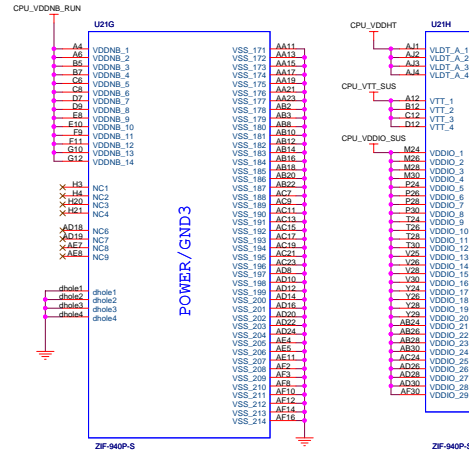 CPU_VDDNB_RUN
U21G
A4 VDDNB_1
A6 VDDNB_2
B5 VDDNB_3
B7 VDDNB_4
C6 VDDNB_5
C8 VDDNB_6
D7 VDDNB_7
D9 VDDNB_8
E8 VDDNB_9
E10 VDDNB_10
F9 VDDNB_11
F11 VDDNB_12
G10 VDDNB_13
G12 VDDNB_14
H3 NC1
H4 NC2
H20 NC3
H21 NC4
AD18 NC6
AD19 NC7
AE7 NC8
AE8 NC9
dhole1 dhole1
dhole2 dhole2
dhole3 dhole3
dhole4 dhole4
POWER/GND3
VSS_171 AA11
VSS_172 AA13
VSS_173 AA15
VSS_174 AA17
VSS_175 AA19
VSS_176 AA21
VSS_177 AA23
VSS_178 AB2
VSS_179 AB3
VSS_180 AB8
VSS_181 AB10
VSS_182 AB12
VSS_183 AB14
VSS_184 AB16
VSS_185 AB18
VSS_186 AB20
VSS_187 AB22
VSS_188 AC7
VSS_189 AC9
VSS_190 AC11
VSS_191 AC13
VSS_192 AC15
VSS_193 AC17
VSS_194 AC19
VSS_195 AC21
VSS_196 AC23
VSS_197 AD8
VSS_198 AD10
VSS_199 AD12
VSS_200 AD14
VSS_201 AD16
VSS_202 AD20
VSS_203 AD22
VSS_204 AD24
VSS_205 AE4
VSS_206 AE5
VSS_207 AE11
VSS_208 AF2
VSS_209 AF3
VSS_210 AF8
VSS_211 AF10
VSS_212 AF12
VSS_213 AF14
VSS_214 AF16
ZIF-940P-S
CPU_VDDHT
U21H
AJ1 VLDT_A_1
AJ2 VLDT_A_2
AJ3 VLDT_A_3
AJ4 VLDT_A_4
CPU_VTT_SUS
A12 VTT_1
B12 VTT_2
C12 VTT_3
D12 VTT_4
CPU_VDDIO_SUS
M24 VDDIO_1
M26 VDDIO_2
M28 VDDIO_3
M30 VDDIO_4
P24 VDDIO_5
P26 VDDIO_6
P28 VDDIO_7
P30 VDDIO_8
T24 VDDIO_9
T26 VDDIO_10
T28 VDDIO_11
T30 VDDIO_12
V25 VDDIO_13
V26 VDDIO_14
V28 VDDIO_15
V30 VDDIO_16
Y24 VDDIO_17
Y26 VDDIO_18
Y28 VDDIO_19
Y29 VDDIO_20
AB24 VDDIO_21
AB26 VDDIO_22
AB28 VDDIO_23
AB30 VDDIO_24
AC24 VDDIO_25
AD26 VDDIO_26
AD28 VDDIO_27
AD30 VDDIO_28
AF30 VDDIO_29
ZIF-940P-S